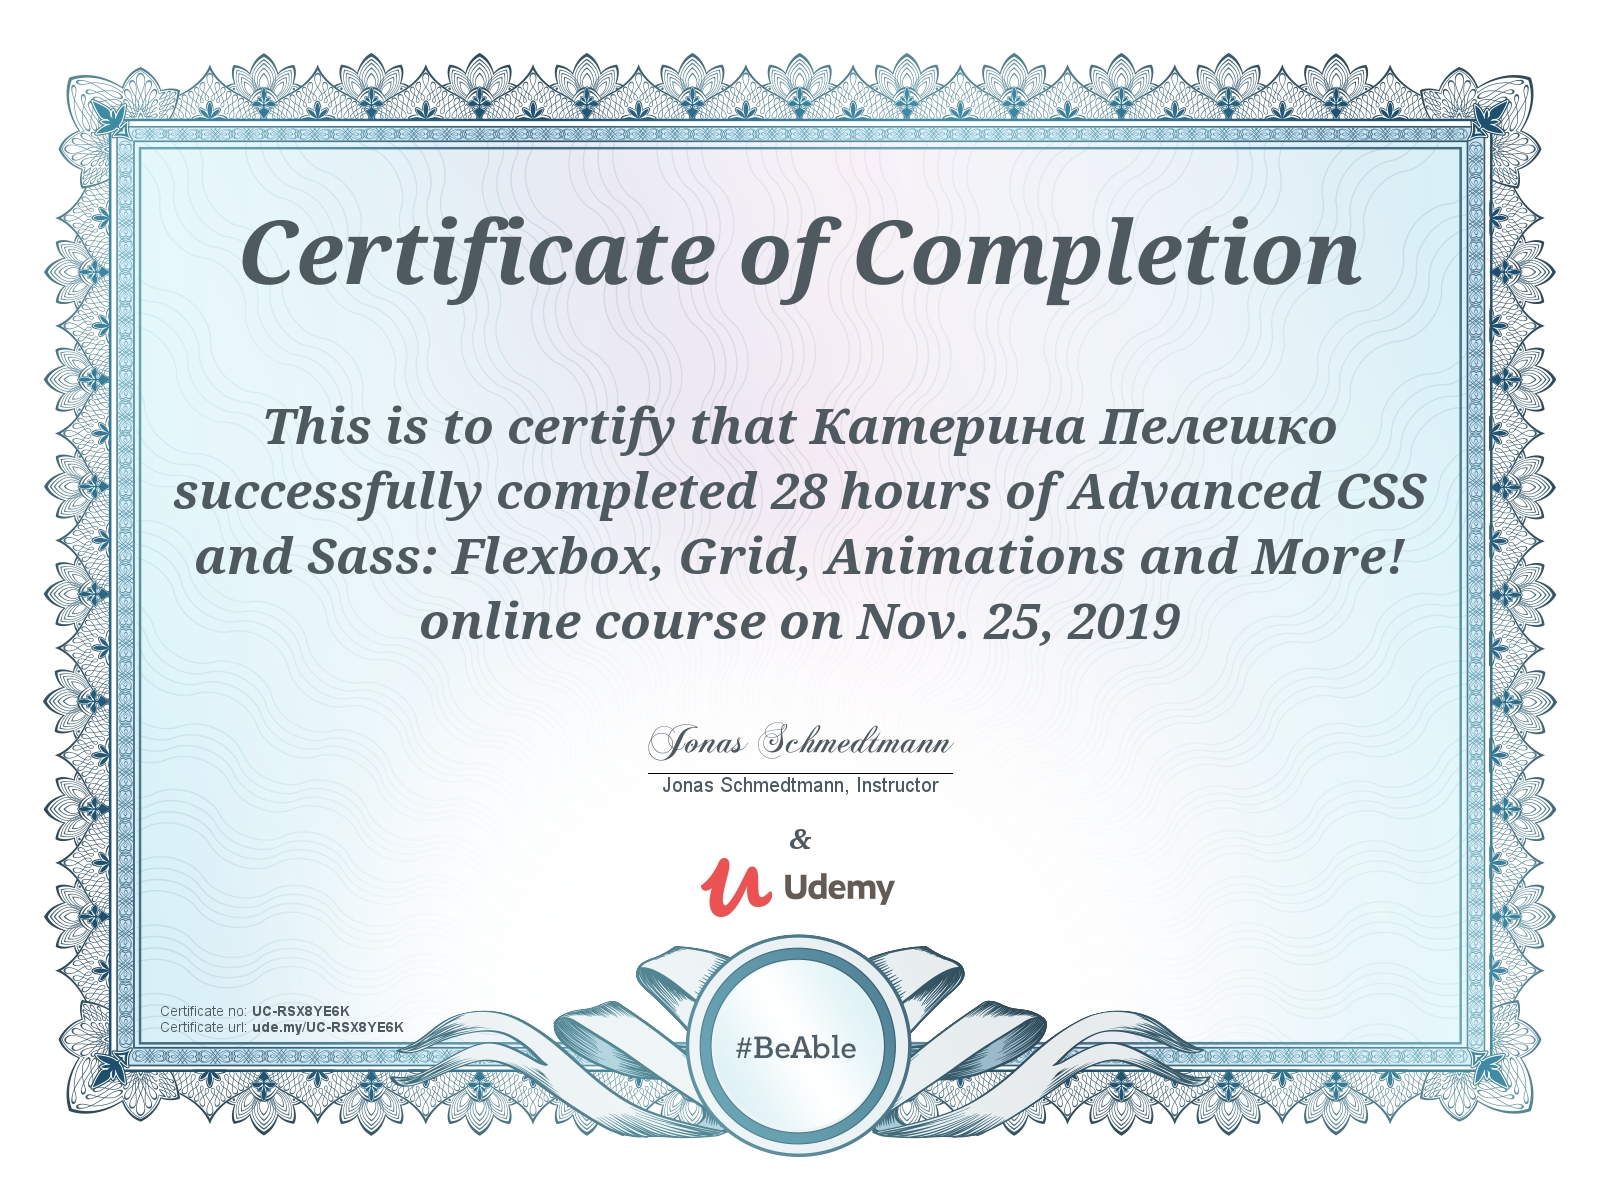 Certificate of Completion
This is to certify that Катерина Пелешко
successfully completed 28 hours of Advanced CSS
and Sass: Flexbox, Grid, Animations and More!
online course on Nov. 25, 2019
Jonas Schmedtmann
Jonas Schmedtmann, Instructor
&
Udemy
Certificate no: UC-RSX8YE6K
Certificate url: ude.my/UC-RSX8YE6K
#BeAble